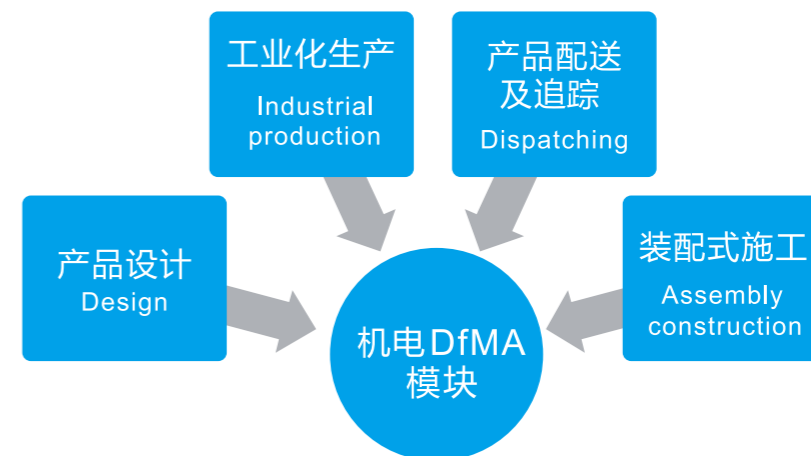 工业化生产
Industrial
production
产品配送
及追踪
Dispatching
产品设计
Design
装配式施工
Assembly
construction
机电DfMA
模块